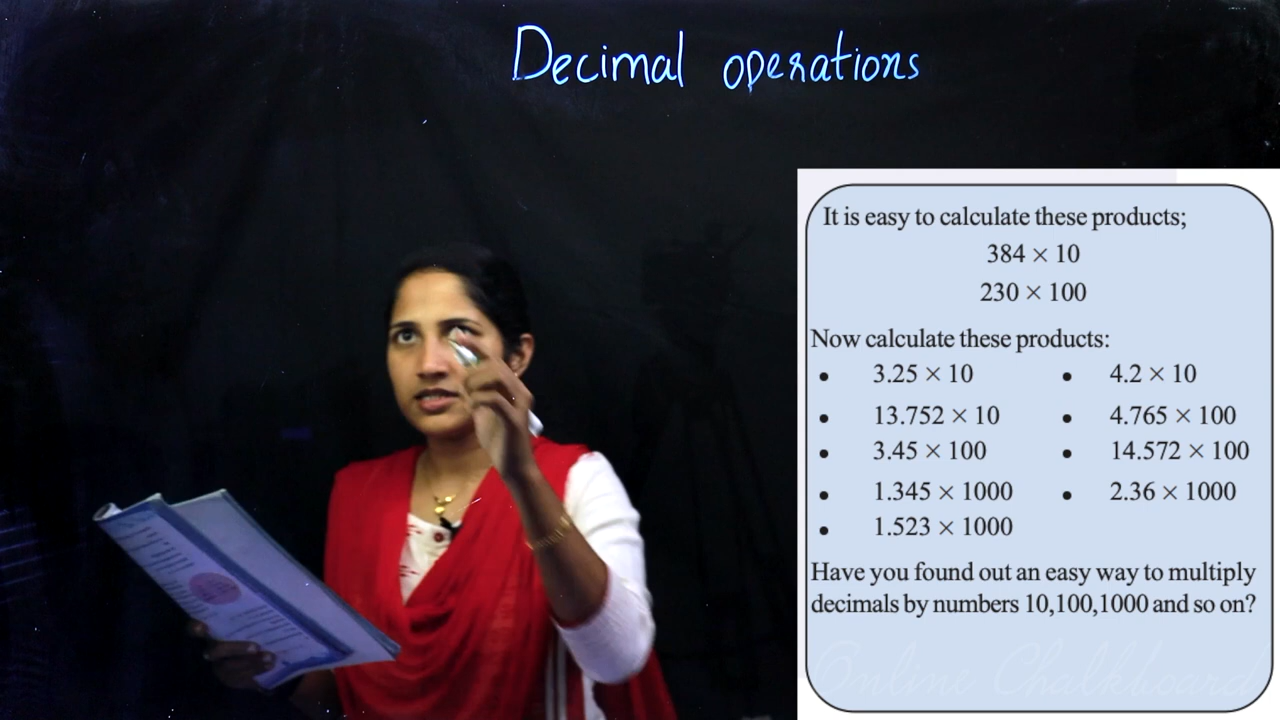 Decimal operations
It is easy to calculate these products;
384 × 10
230 × 100
Now calculate these products:
• 3.25 × 10 • 4.2 × 10
• 13.752 × 10 • 4.765 × 100
• 3.45 × 100 • 14.572 × 100
• 1.345 × 1000 • 2.36 × 1000
• 1.523 × 1000
Have you found out an easy way to multiply
decimals by numbers 10,100,1000 and so on?
Online Chalkboard